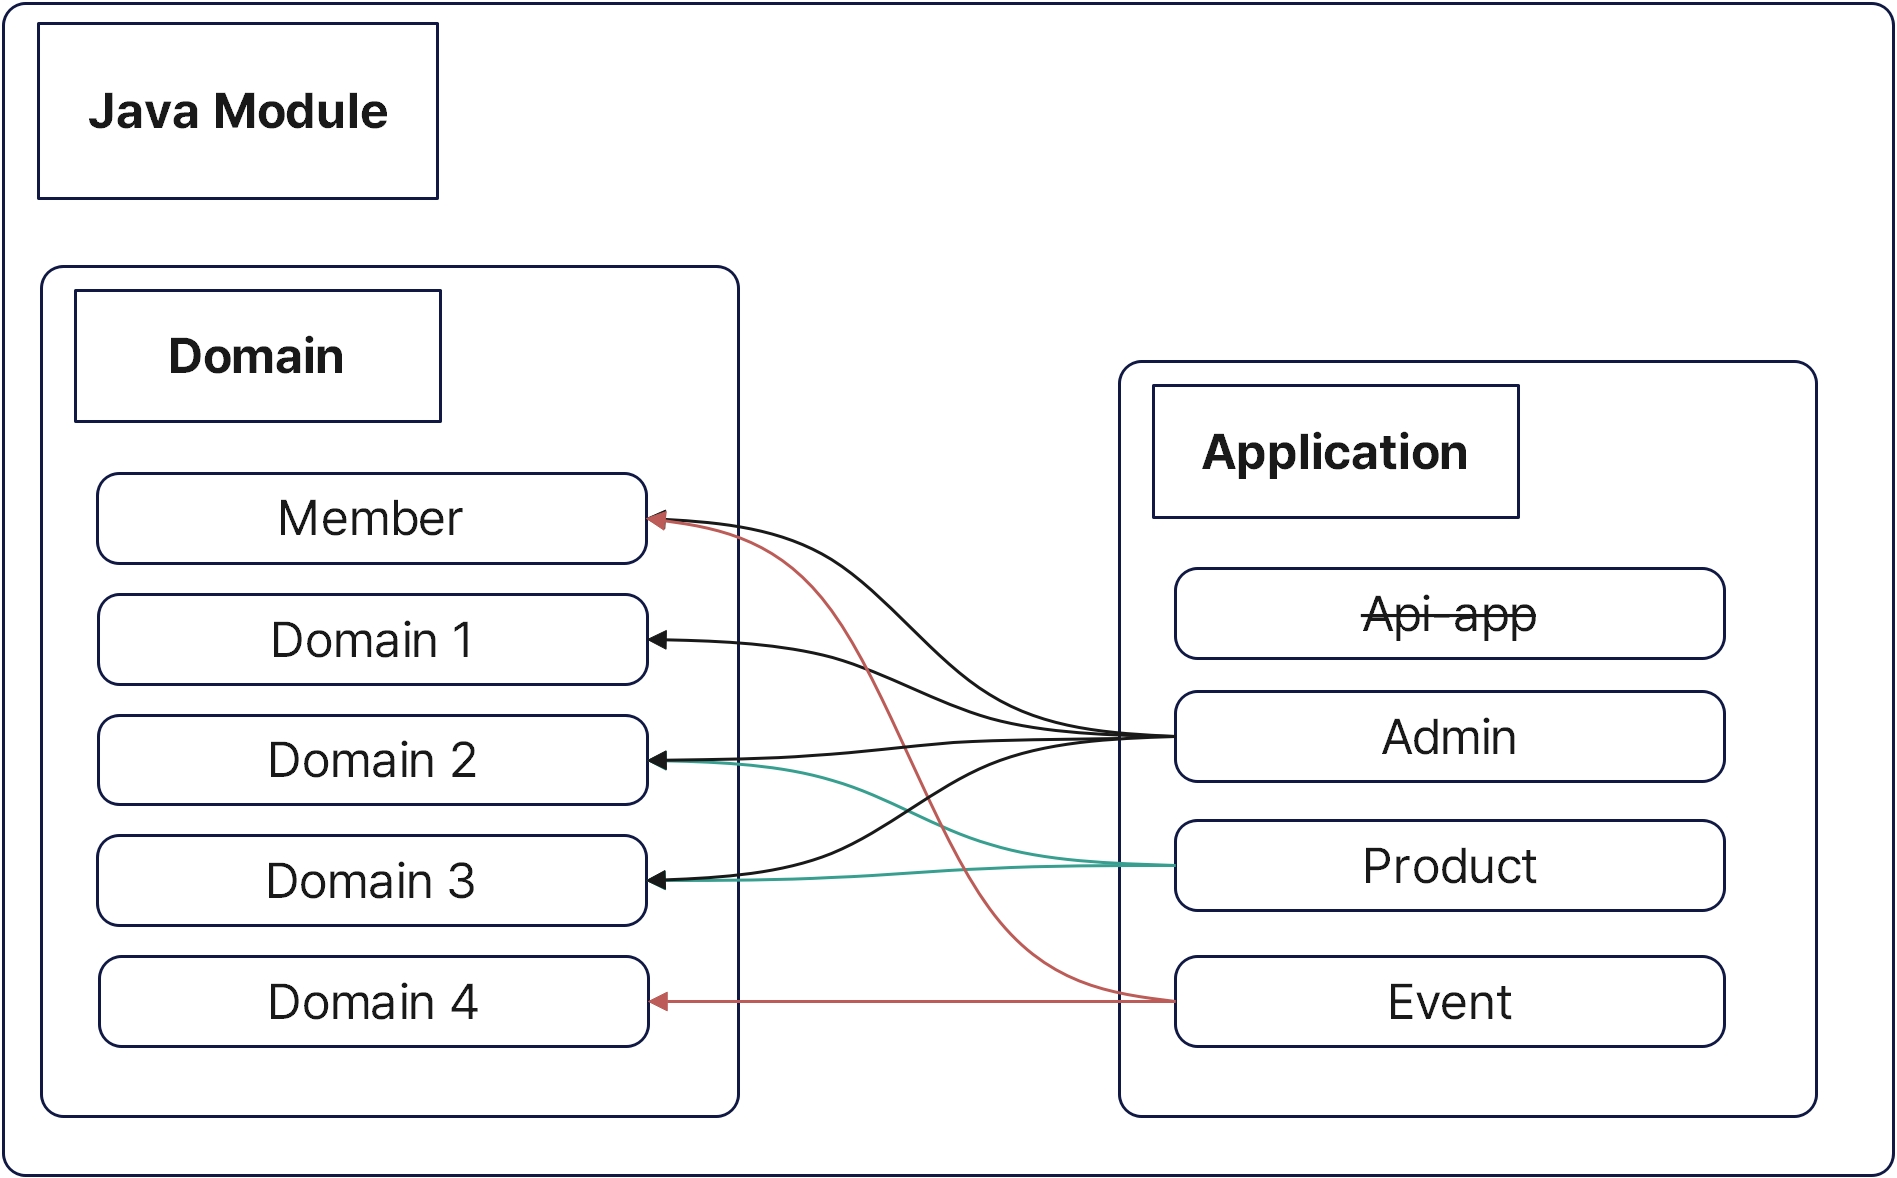 Java Module
Domain
Member
Domain 1
Domain 2
Domain 3
Domain 4
Application
Api-app
Admin
Product
Event